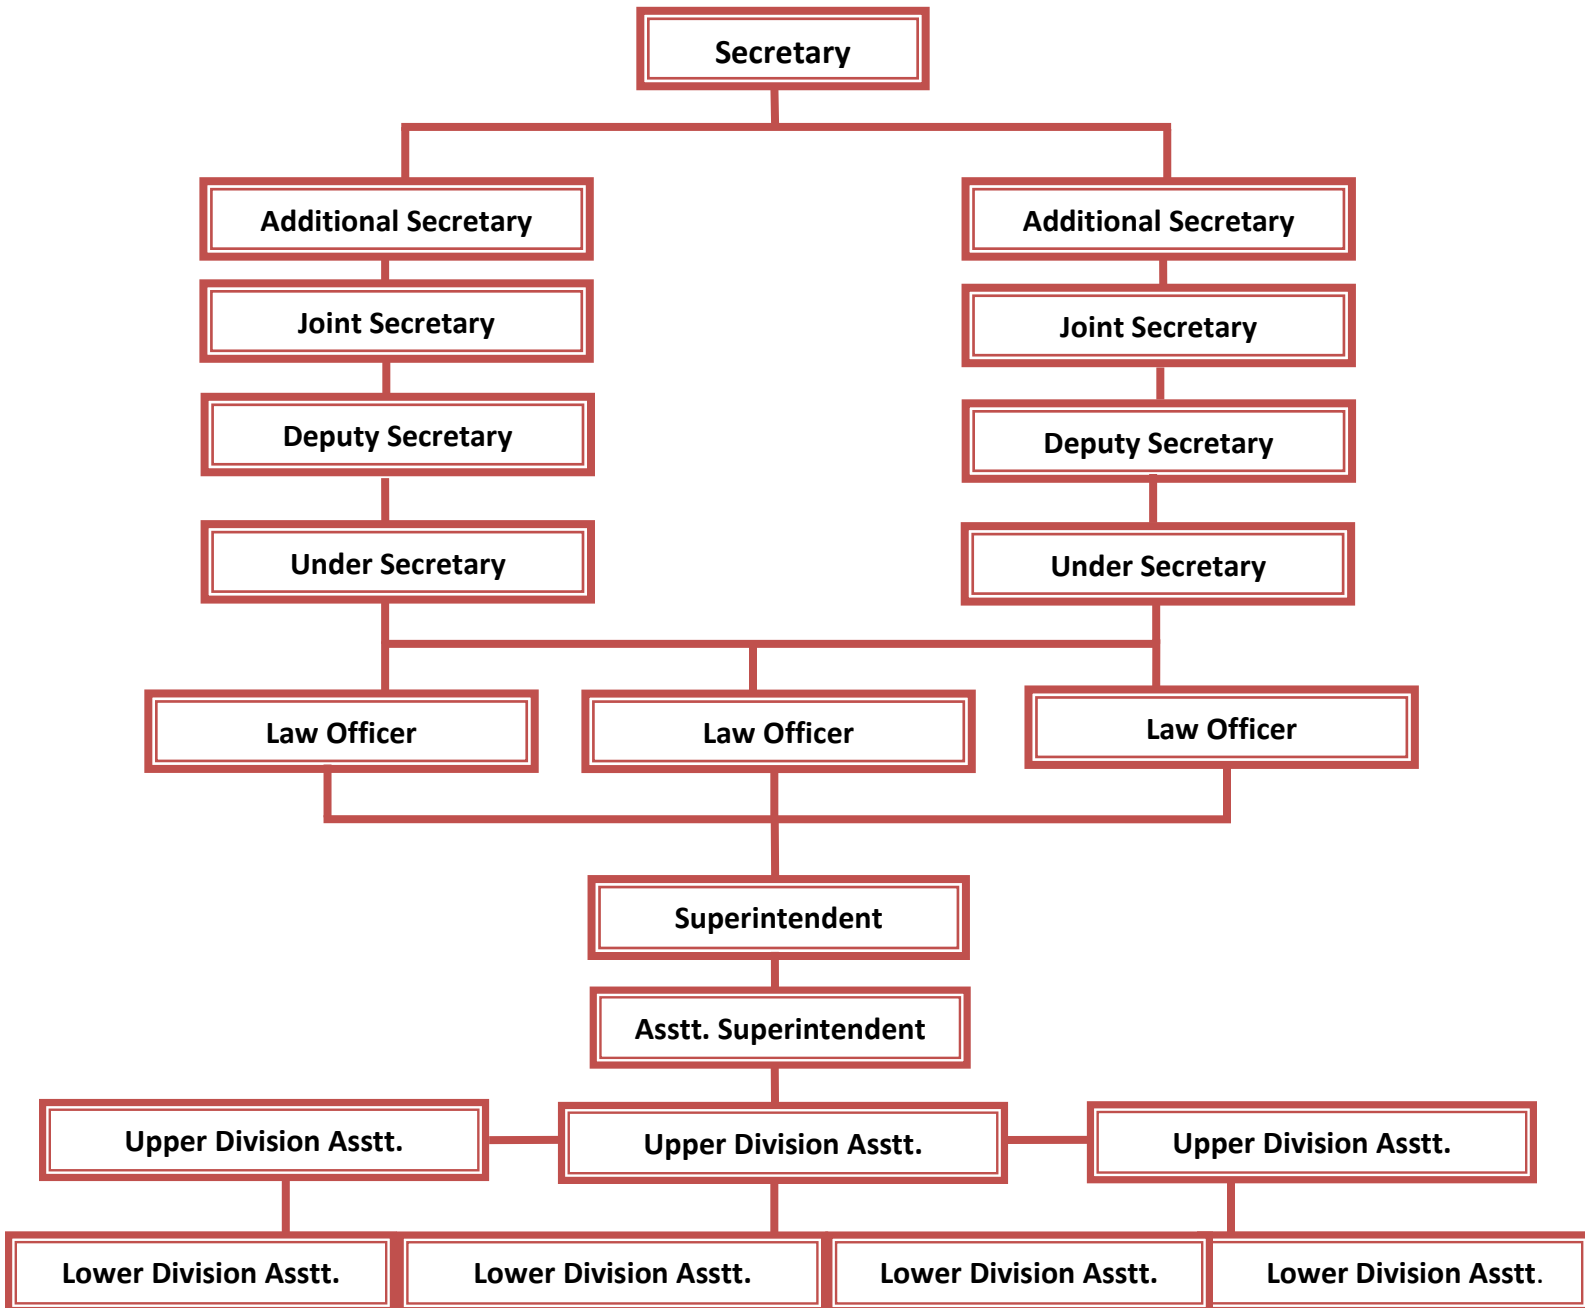 Secretary
Additional Secretary
Additional Secretary
Joint Secretary
Joint Secretary
Deputy Secretary
Deputy Secretary
Under Secretary
Under Secretary
Law Officer
Law Officer
Law Officer
Superintendent
Asstt. Superintendent
Upper Division Asstt.
Upper Division Asstt.
Upper Division Asstt.
Lower Division Asstt.
Lower Division Asstt.
Lower Division Asstt.
Lower Division Asstt.